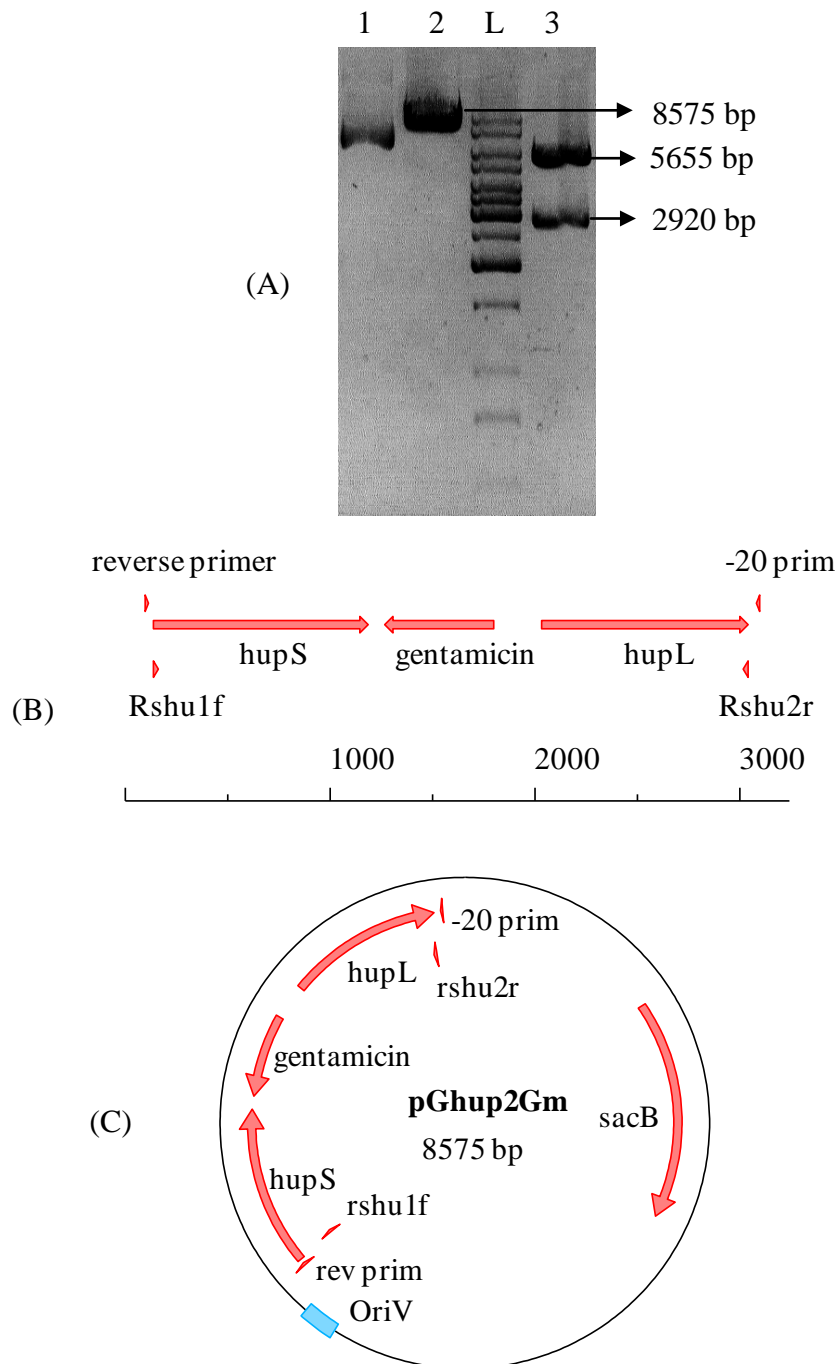 1 2 L 3
8575 bp
5655 bp
2920 bp
(A)
reverse primer -20 prim
hupS gentamicin hupL
(B) Rshu1f Rshu2r
1000 2000 3000
-20 prim
hupL rshu2r
gentamicin
(C) pGhup2Gm sacB
8575 bp
hupS rshu1f
rev prim
OriV